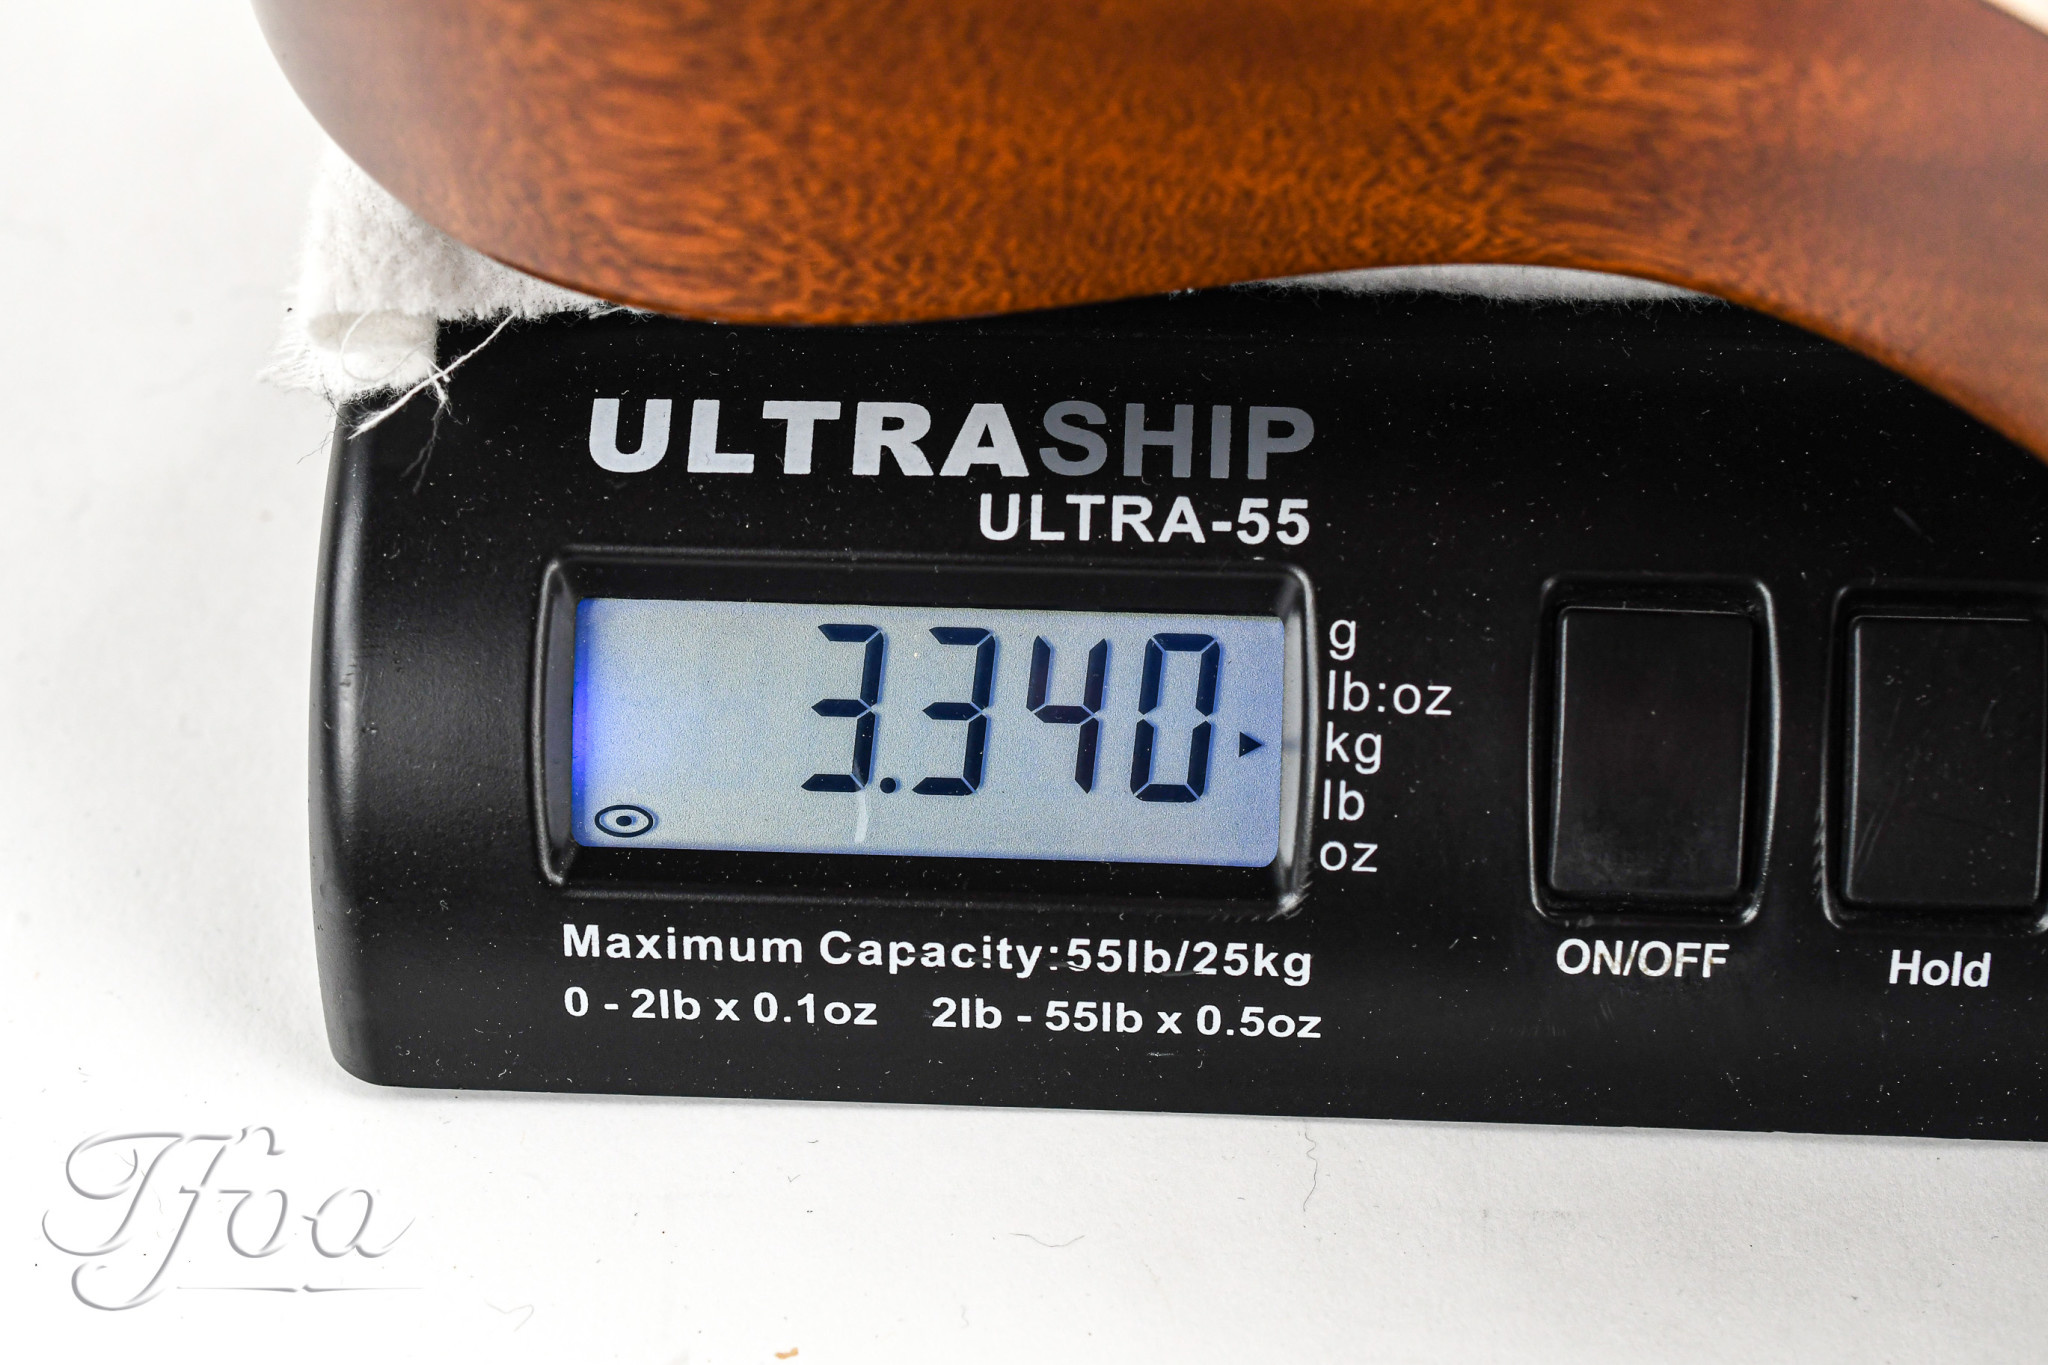 ULTRASHIP
ULTRA-55
3.340
g
lb:oz
kg
lb
oz
Maximum Capacity:55lb/25kg
0 - 2lb x 0.1oz 2lb - 55lb x 0.5oz
ON/OFF
Hold
Tfoa